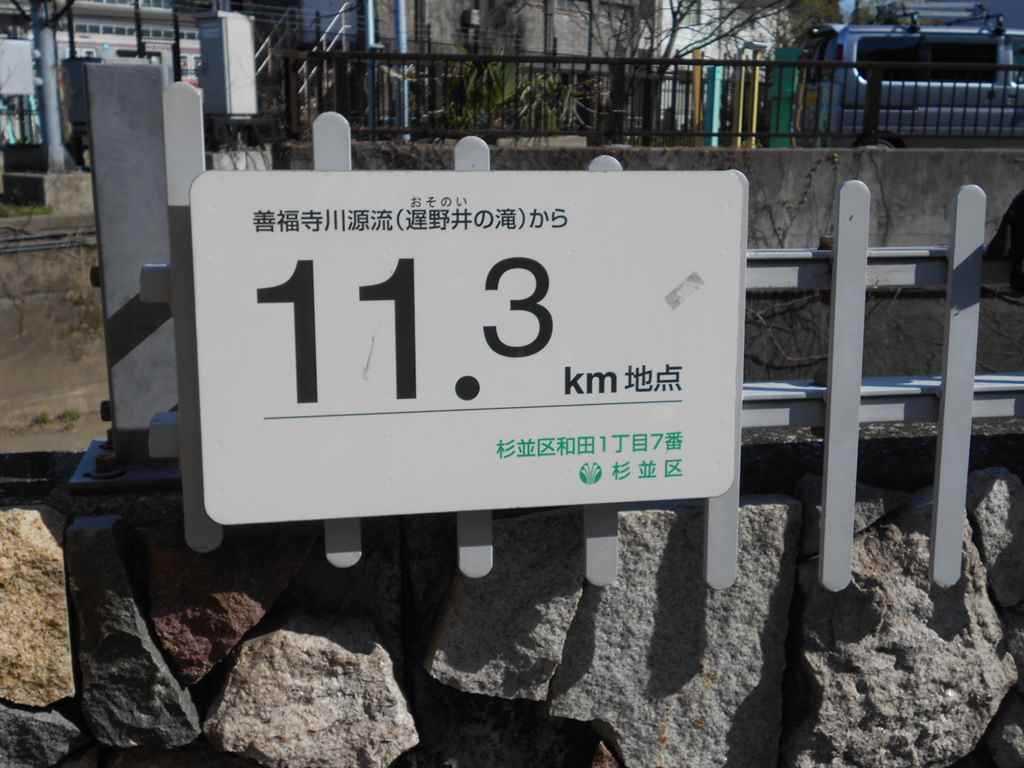 善福寺川源流(遅野井の滝)から
おそのい
11.3 km 地点
杉並区和田1丁目7番
杉並区